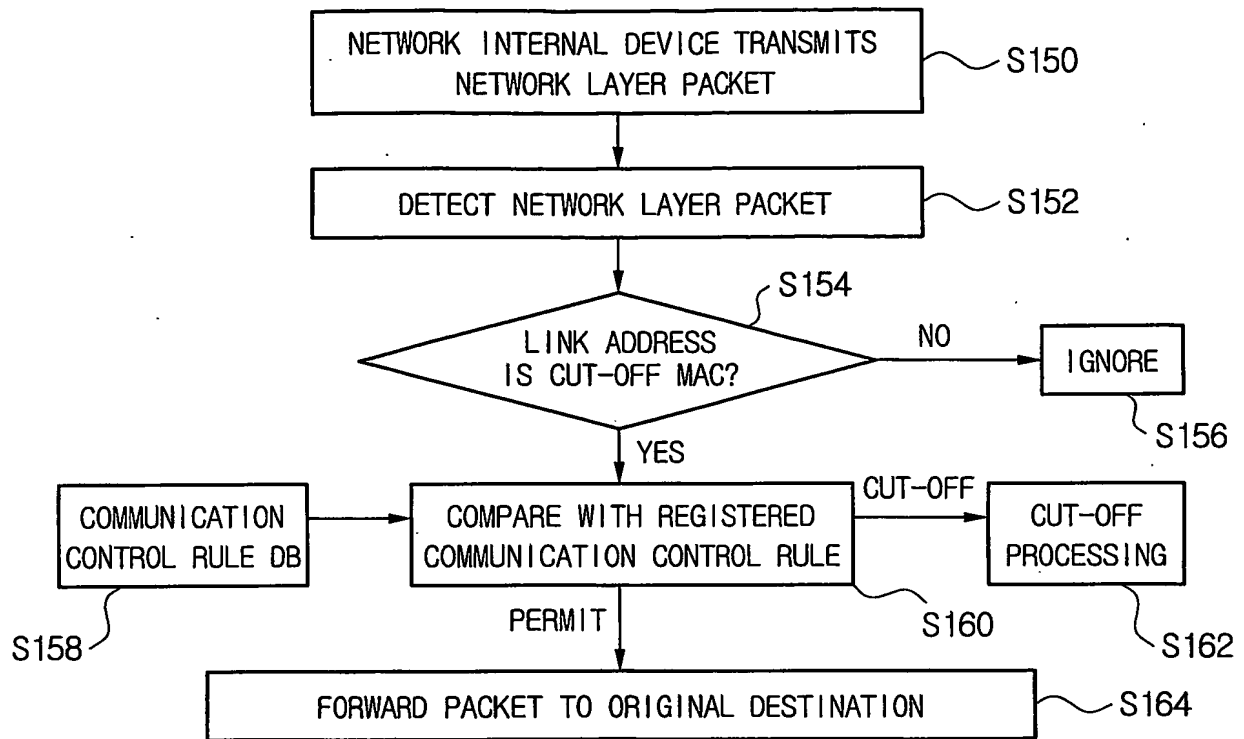 NETWORK INTERNAL DEVICE TRANSMITS
NETWORK LAYER PACKET
S150
DETECT NETWORK LAYER PACKET
S152
S154
LINK ADDRESS
IS CUT-OFF MAC?
NO
IGNORE
S156
YES
COMMUNICATION
CONTROL RULE DB
S158
COMPARE WITH REGISTERED
COMMUNICATION CONTROL RULE
S160
CUT-OFF
CUT-OFF
PROCESSING
S162
PERMIT
FORWARD PACKET TO ORIGINAL DESTINATION
S164